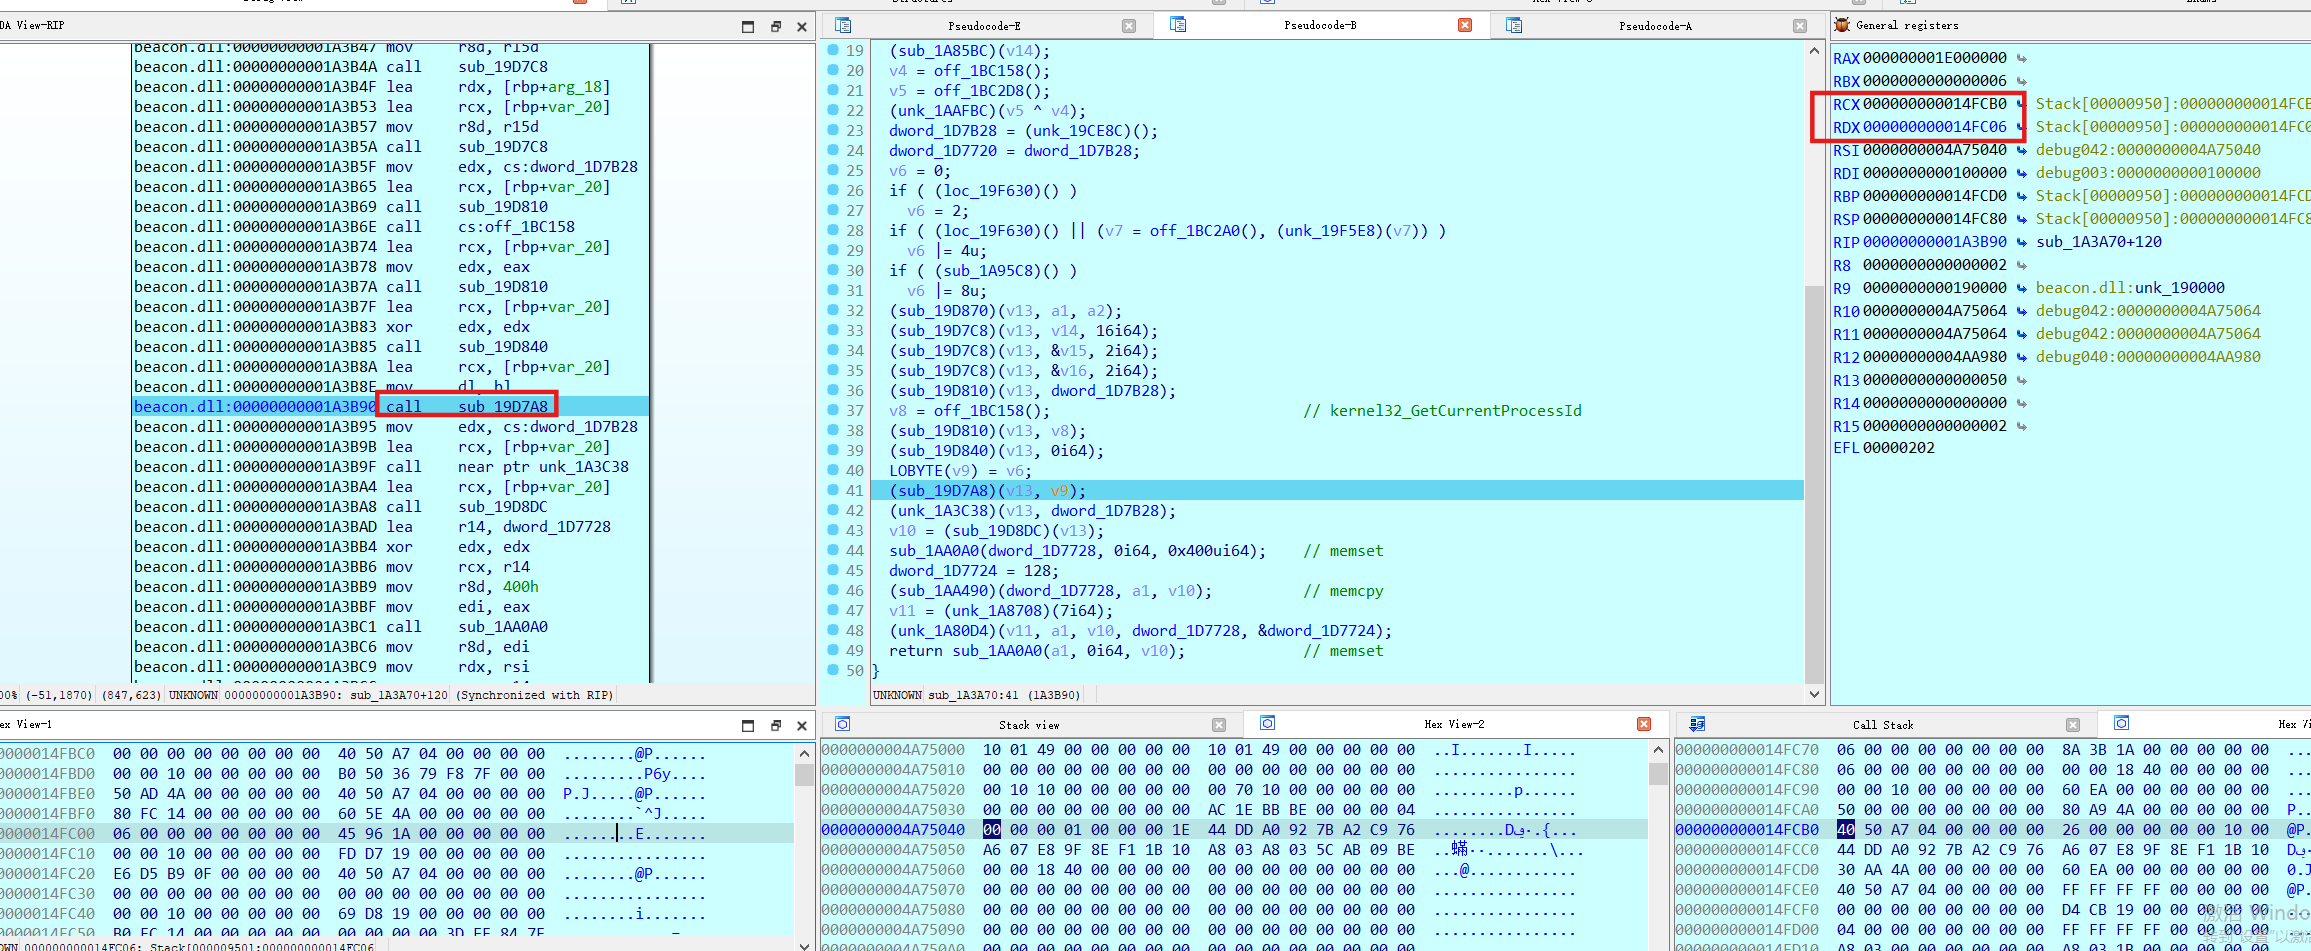 DA View-RIP
beacon.dll:00000000001A3B47 mov r8d, r15d
beacon.dll:00000000001A3B4A call sub_19D7C8
beacon.dll:00000000001A3B4F lea rdx, [rbp+arg_18]
beacon.dll:00000000001A3B53 lea rcx, [rbp+var_20]
beacon.dll:00000000001A3B57 mov r8d, r15d
beacon.dll:00000000001A3B5A call sub_19D7C8
beacon.dll:00000000001A3B5F mov edx, cs:dword_1D7B28
beacon.dll:00000000001A3B65 lea rcx, [rbp+var_20]
beacon.dll:00000000001A3B69 call sub_19D810
beacon.dll:00000000001A3B6E call cs:off_1BC158
beacon.dll:00000000001A3B74 lea rcx, [rbp+var_20]
beacon.dll:00000000001A3B78 mov edx, eax
beacon.dll:00000000001A3B7A call sub_19D810
beacon.dll:00000000001A3B7F lea rcx, [rbp+var_20]
beacon.dll:00000000001A3B83 xor edx, edx
beacon.dll:00000000001A3B85 call sub_19D840
beacon.dll:00000000001A3B8A lea rcx, [rbp+var_20]
beacon.dll:00000000001A3B8E mov dl, bl
beacon.dll:00000000001A3B90 call sub_19D7A8
beacon.dll:00000000001A3B95 mov edx, cs:dword_1D7B28
beacon.dll:00000000001A3B9B lea rcx, [rbp+var_20]
beacon.dll:00000000001A3B9F call near ptr unk_1A3C38
beacon.dll:00000000001A3BA4 lea rcx, [rbp+var_20]
beacon.dll:00000000001A3BA8 call sub_19D8DC
beacon.dll:00000000001A3BAD lea r14, dword_1D7728
beacon.dll:00000000001A3BB4 xor edx, edx
beacon.dll:00000000001A3BB6 mov rcx, r14
beacon.dll:00000000001A3BB9 mov r8d, 400h
beacon.dll:00000000001A3BBF mov edi, eax
beacon.dll:00000000001A3BC1 call sub_1AA0A0
beacon.dll:00000000001A3BC6 mov r8d, edi
beacon.dll:00000000001A3BC9 mov rdx, rsi
00% (-51,1870) (847,623) UNKNOWN 00000000001A3B90: sub_1A3A70+120 (Synchronized with RIP)
Pseudocode-E Pseudocode-B Pseudocode-A
19 (sub_1A85BC)(v14);
20 v4 = off_1BC158();
21 v5 = off_1BC2D8();
22 (unk_1AAFBC)(v5 ^ v4);
23 dword_1D7B28 = (unk_19CE8C)();
24 dword_1D7720 = dword_1D7B28;
25 v6 = 0;
26 if ( (loc_19F630)() )
27 v6 = 2;
28 if ( (loc_19F630)() || (v7 = off_1BC2A0(), (unk_19F5E8)(v7)) )
29 v6 |= 4u;
30 if ( (sub_1A95C8)() )
31 v6 |= 8u;
32 (sub_19D870)(v13, a1, a2);
33 (sub_19D7C8)(v13, v14, 16i64);
34 (sub_19D7C8)(v13, &v15, 2i64);
35 (sub_19D7C8)(v13, &v16, 2i64);
36 (sub_19D810)(v13, dword_1D7B28);
37 v8 = off_1BC158(); // kernel32_GetCurrentProcessId
38 (sub_19D810)(v13, v8);
39 (sub_19D840)(v13, 0i64);
40 LOBYTE(v9) = v6;
41 (sub_19D7A8)(v13, v9);
42 (unk_1A3C38)(v13, dword_1D7B28);
43 v10 = (sub_19D8DC)(v13);
44 sub_1AA0A0(dword_1D7728, 0i64, 0x400ui64); // memset
45 dword_1D7724 = 128;
46 (sub_1AA490)(dword_1D7728, a1, v10); // memcpy
47 v11 = (unk_1A8708)(7i64);
48 (unk_1A80D4)(v11, a1, v10, dword_1D7728, &dword_1D7724);
49 return sub_1AA0A0(a1, 0i64, v10); // memset
50 }
UNKNOWN sub_1A3A70:41 (1A3B90)
General registers
RAX 000000001E000000
RBX 0000000000000006
RCX 000000000014FCB0 Stack[00000950]:000000000014FCB
RDX 000000000014FC06 Stack[00000950]:000000000014FC0
RSI 0000000004A75040 debug042:0000000004A75040
RDI 0000000000100000 debug003:0000000000100000
RBP 000000000014FCD0 Stack[00000950]:000000000014FCD
RSP 000000000014FC80 Stack[00000950]:000000000014FC8
RIP 00000000001A3B90 sub_1A3A70+120
R8 0000000000000002
R9 0000000000190000 beacon.dll:unk_190000
R10 0000000004A75064 debug042:0000000004A75064
R11 0000000004A75064 debug042:0000000004A75064
R12 00000000004AA980 debug040:00000000004AA980
R13 0000000000000050
R14 0000000000000000
R15 0000000000000002
EFL 00000202
ex View-1
0000014FBC0 00 00 00 00 00 00 00 00 40 50 A7 04 00 00 00 00 ........@P......
0000014FBD0 00 00 10 00 00 00 00 00 B0 50 36 79 F8 7F 00 00 .........P6y....
0000014FBE0 50 AD 4A 00 00 00 00 00 40 50 A7 04 00 00 00 00 P.J.....@P......
0000014FBF0 80 FC 14 00 00 00 00 00 60 5E 4A 00 00 00 00 00 ........`^J.....
0000014FC00 06 00 00 00 00 00 00 00 45 96 1A 00 00 00 00 00 ........E.......
0000014FC10 00 00 10 00 00 00 00 00 FD D7 19 00 00 00 00 00 ................
0000014FC20 E6 D5 B9 0F 00 00 00 00 40 50 A7 04 00 00 00 00 ........@P......
0000014FC30 00 00 00 00 00 00 00 00 00 00 00 00 00 00 00 00 ................
0000014FC40 00 00 10 00 00 00 00 00 69 D8 19 00 00 00 00 00 ........i.......
Stack view Hex View-2
0000000004A75000 10 01 49 00 00 00 00 00 10 01 49 00 00 00 00 00 ..I.......I.....
0000000004A75010 00 00 00 00 00 00 00 00 00 00 00 00 00 00 00 00 ................
0000000004A75020 00 10 10 00 00 00 00 00 00 70 10 00 00 00 00 00 .........p......
0000000004A75030 00 00 00 00 00 00 00 00 AC 1E BB BE 00 00 00 04 ................
0000000004A75040 00 00 00 01 00 00 00 1E 44 DD A0 92 7B A2 C9 76
0000000004A75050 A6 07 E8 9F 8E F1 1B 10 A8 03 A8 03 5C AB 09 BE
0000000004A75060 00 00 18 40 00 00 00 00 00 00 00 00 00 00 00 00 ...@............
0000000004A75070 00 00 00 00 00 00 00 00 00 00 00 00 00 00 00 00 ................
0000000004A75080 00 00 00 00 00 00 00 00 00 00 00 00 00 00 00 00 ................
0000000004A75090 00 00 00 00 00 00 00 00 00 00 00 00 00 00 00 00 ................
Call Stack
000000000014FC70 06 00 00 00 00 00 00 00 8A 3B 1A 00 00 00 00 00
000000000014FC80 06 00 00 00 00 00 00 00 00 00 18 40 00 00 00 00
000000000014FC90 00 00 10 00 00 00 00 00 60 EA 00 00 00 00 00 00
000000000014FCA0 50 00 00 00 00 00 00 00 80 A9 4A 00 00 00 00 00 P...
000000000014FCB0 40 50 A7 04 00 00 00 00 26 00 00 00 00 00 10 00 @P..
000000000014FCC0 44 DD A0 92 7B A2 C9 76 A6 07 E8 9F 8E F1 1B 10
000000000014FCD0 30 AA 4A 00 00 00 00 00 60 EA 00 00 00 00 00 00 0.J
000000000014FCE0 40 50 A7 04 00 00 00 00 FF FF FF FF 00 00 00 00 @P.
000000000014FCF0 00 00 00 00 00 00 00 00 D4 CB 19 00 00 00 00 00
000000000014FD00 04 00 00 00 00 00 00 00 FF FF FF FF 00 00 00 00
激活 Windo